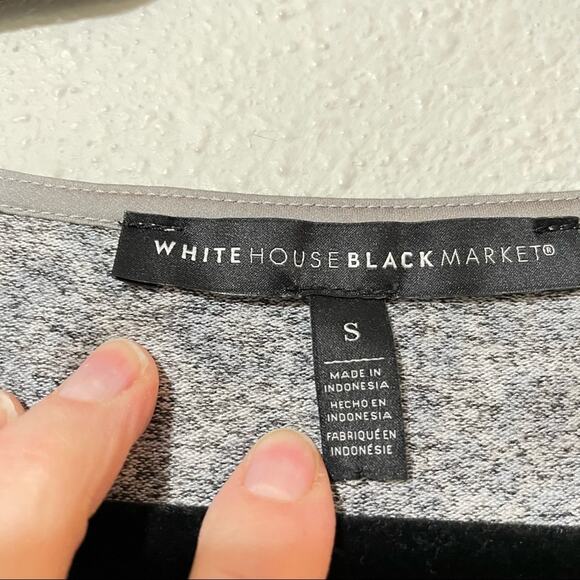 WHITE HOUSE BLACK MARKET®
S
MADE IN
INDONESIA
HECHO EN
INDONESIA
FABRIQUÉ EN
INDONÉSIE